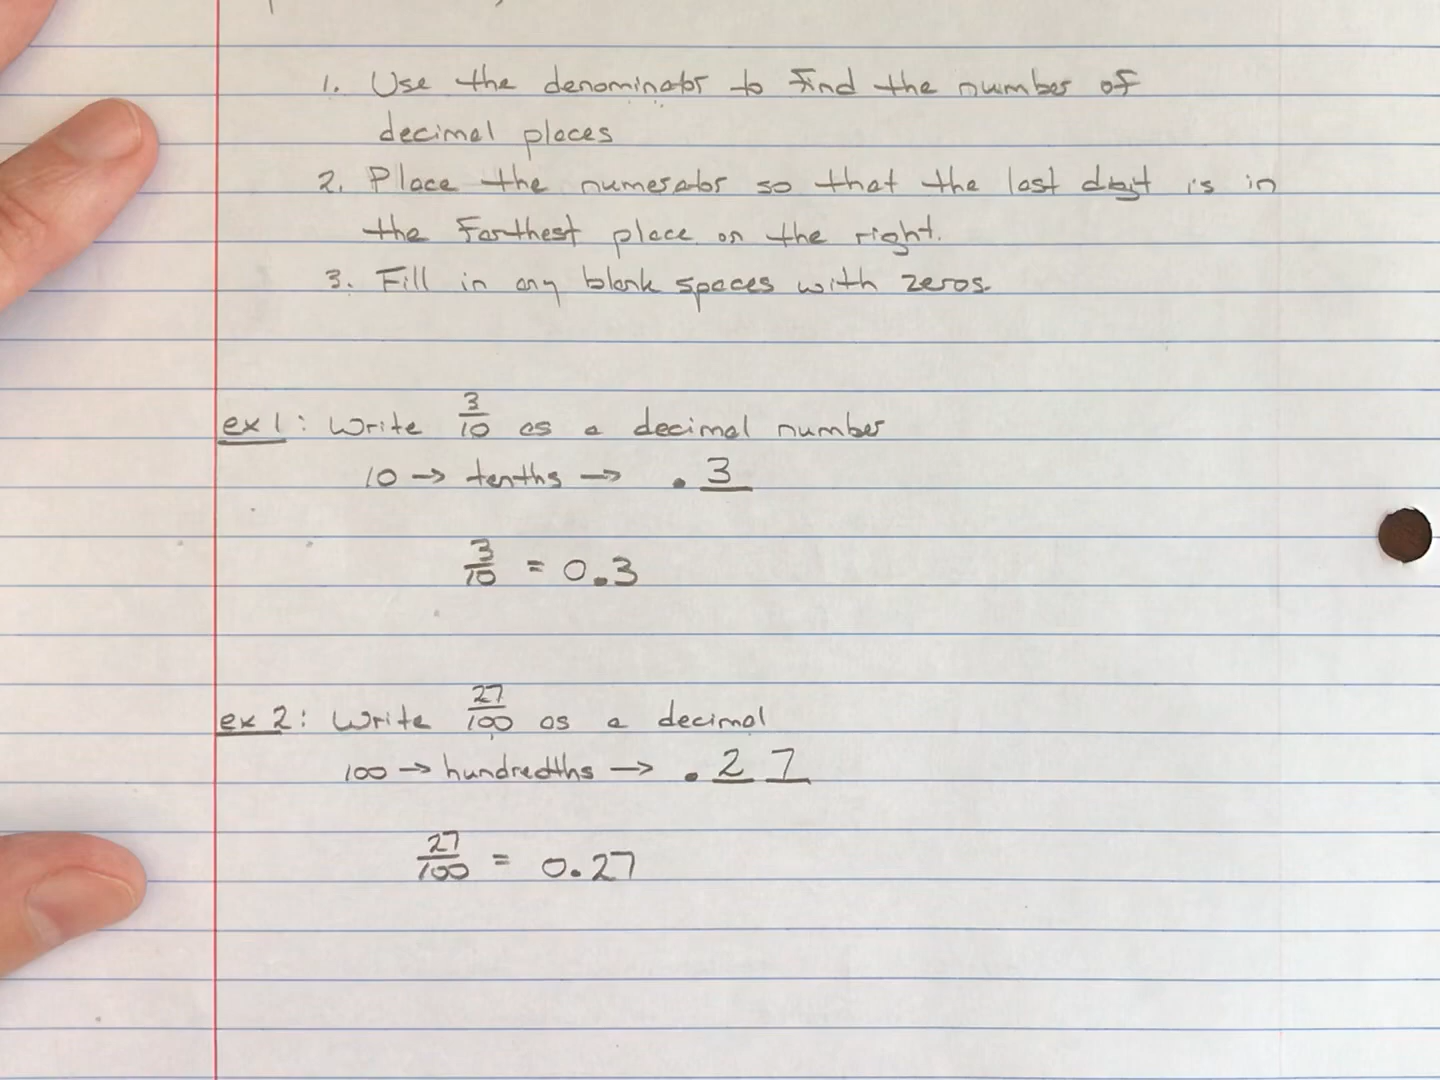 1. Use the denominator to find the number of
decimal places
2. Place the numerator so that the last digit is in
the farthest place on the right.
3. Fill in any blank spaces with zeros.
ex 1: Write 3/10 as a decimal number
10 → tenths → .3
3/10 = 0.3
ex 2: Write 27/100 as a decimal
100 → hundredths → .27
27/100 = 0.27